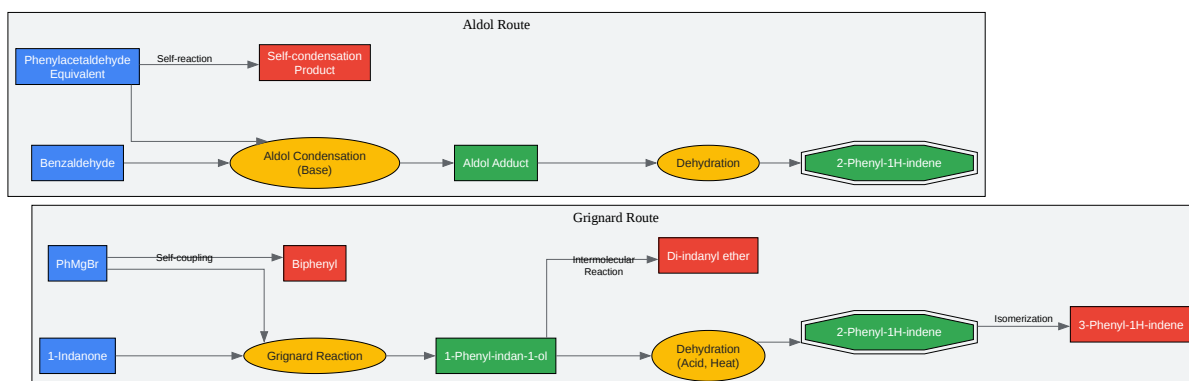 Aldol Route
Phenylacetaldehyde
Equivalent
Self-reaction
Self-condensation
Product
Benzaldehyde
Aldol Condensation
(Base)
Aldol Adduct
Dehydration
2-Phenyl-1H-indene
Grignard Route
PhMgBr
Self-coupling
Biphenyl
Intermolecular
Reaction
Di-indanyl ether
1-Indanone
Grignard Reaction
1-Phenyl-indan-1-ol
Dehydration
(Acid, Heat)
2-Phenyl-1H-indene
Isomerization
3-Phenyl-1H-indene